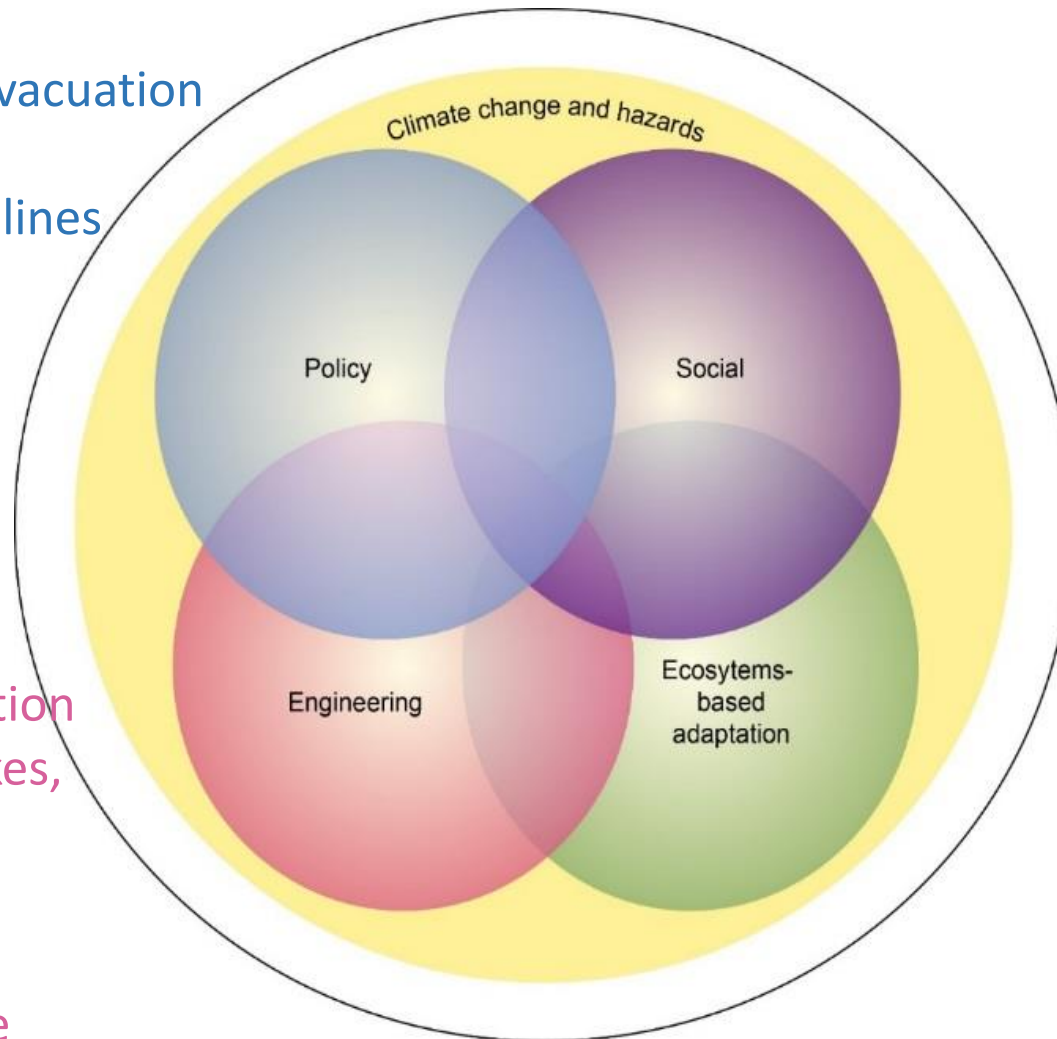 vacuation
lines
Climate change and hazards
Policy
Social
Engineering
Ecosytems-
based
adaptation
tion
es,
e